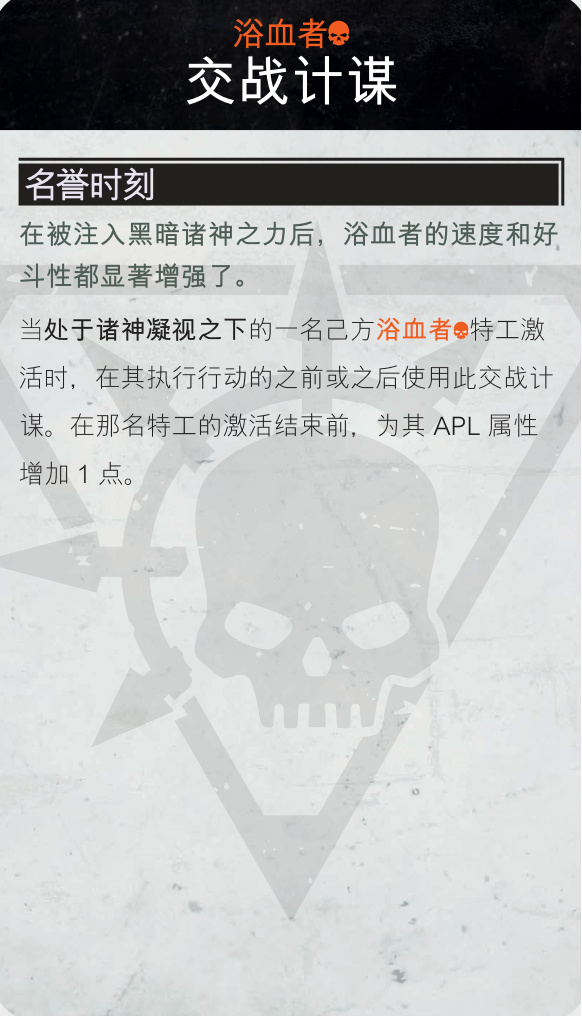 浴血者
交战计谋
名誉时刻
在被注入黑暗诸神之力后，浴血者的速度和好
斗性都显著增强了。
当处于诸神凝视之下的一名己方浴血者特工激
活时，在其执行行动的之前或之后使用此交战计
谋。在那名特工的激活结束前，为其 APL 属性
增加 1 点。